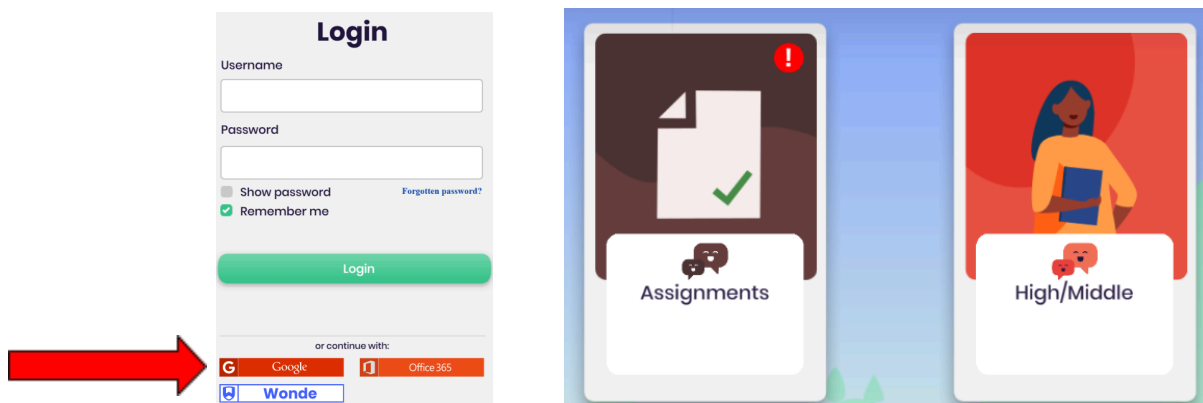 Login
Username
Password
Show password
Forgotten password?
Remember me
Login
or continue with:
G Google
Office 365
Wonde
!
Assignments
High/Middle